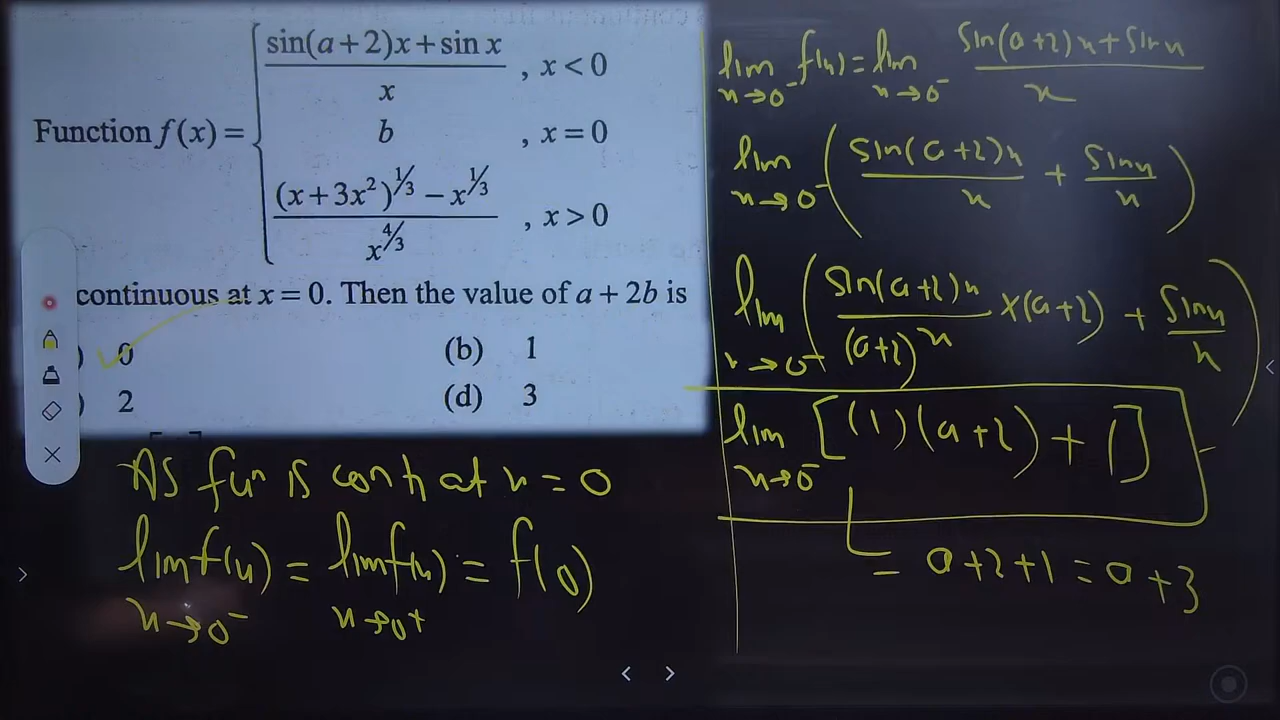 Function f(x) = { sin(a+2)x + sin x / x , x < 0
b , x = 0
(x+3x²)^⅓ − x^⅓ / x^4⁄3 , x > 0
continuous at x = 0. Then the value of a + 2b is
) 0 (b) 1
) 2 (d) 3
As fun is cont at x = 0
lim f(x) = lim f(x) = f(0)
x→0⁻ x→0⁺
lim f(x) = lim sin(a+2)x + sin x / x
x→0⁻ x→0⁻
lim ( sin(a+2)x / x + sin x / x )
x→0⁻
lim ( sin(a+2)x / (a+2)x ×(a+2) + sin x / x )
lim [(1)(a+2) + 1]
x→0⁻
= a+2+1 = a+3